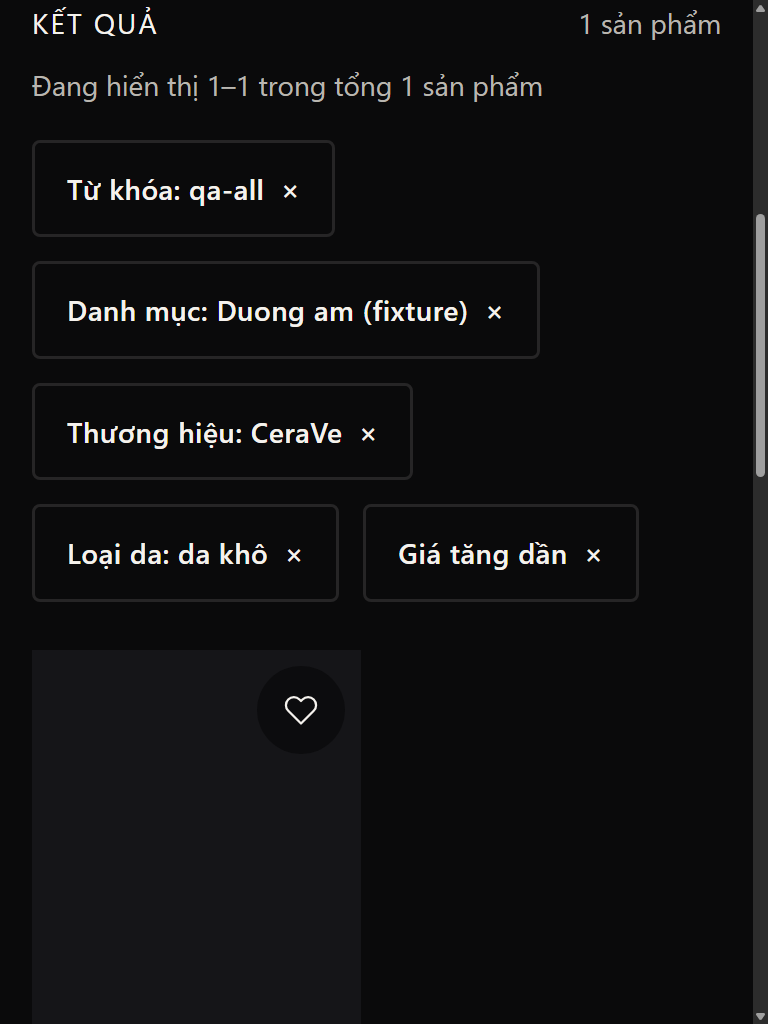 KẾT QUẢ 1 sản phẩm
Đang hiển thị 1–1 trong tổng 1 sản phẩm
Từ khóa: qa-all ×
Danh mục: Duong am (fixture) ×
Thương hiệu: CeraVe ×
Loại da: da khô × Giá tăng dần ×